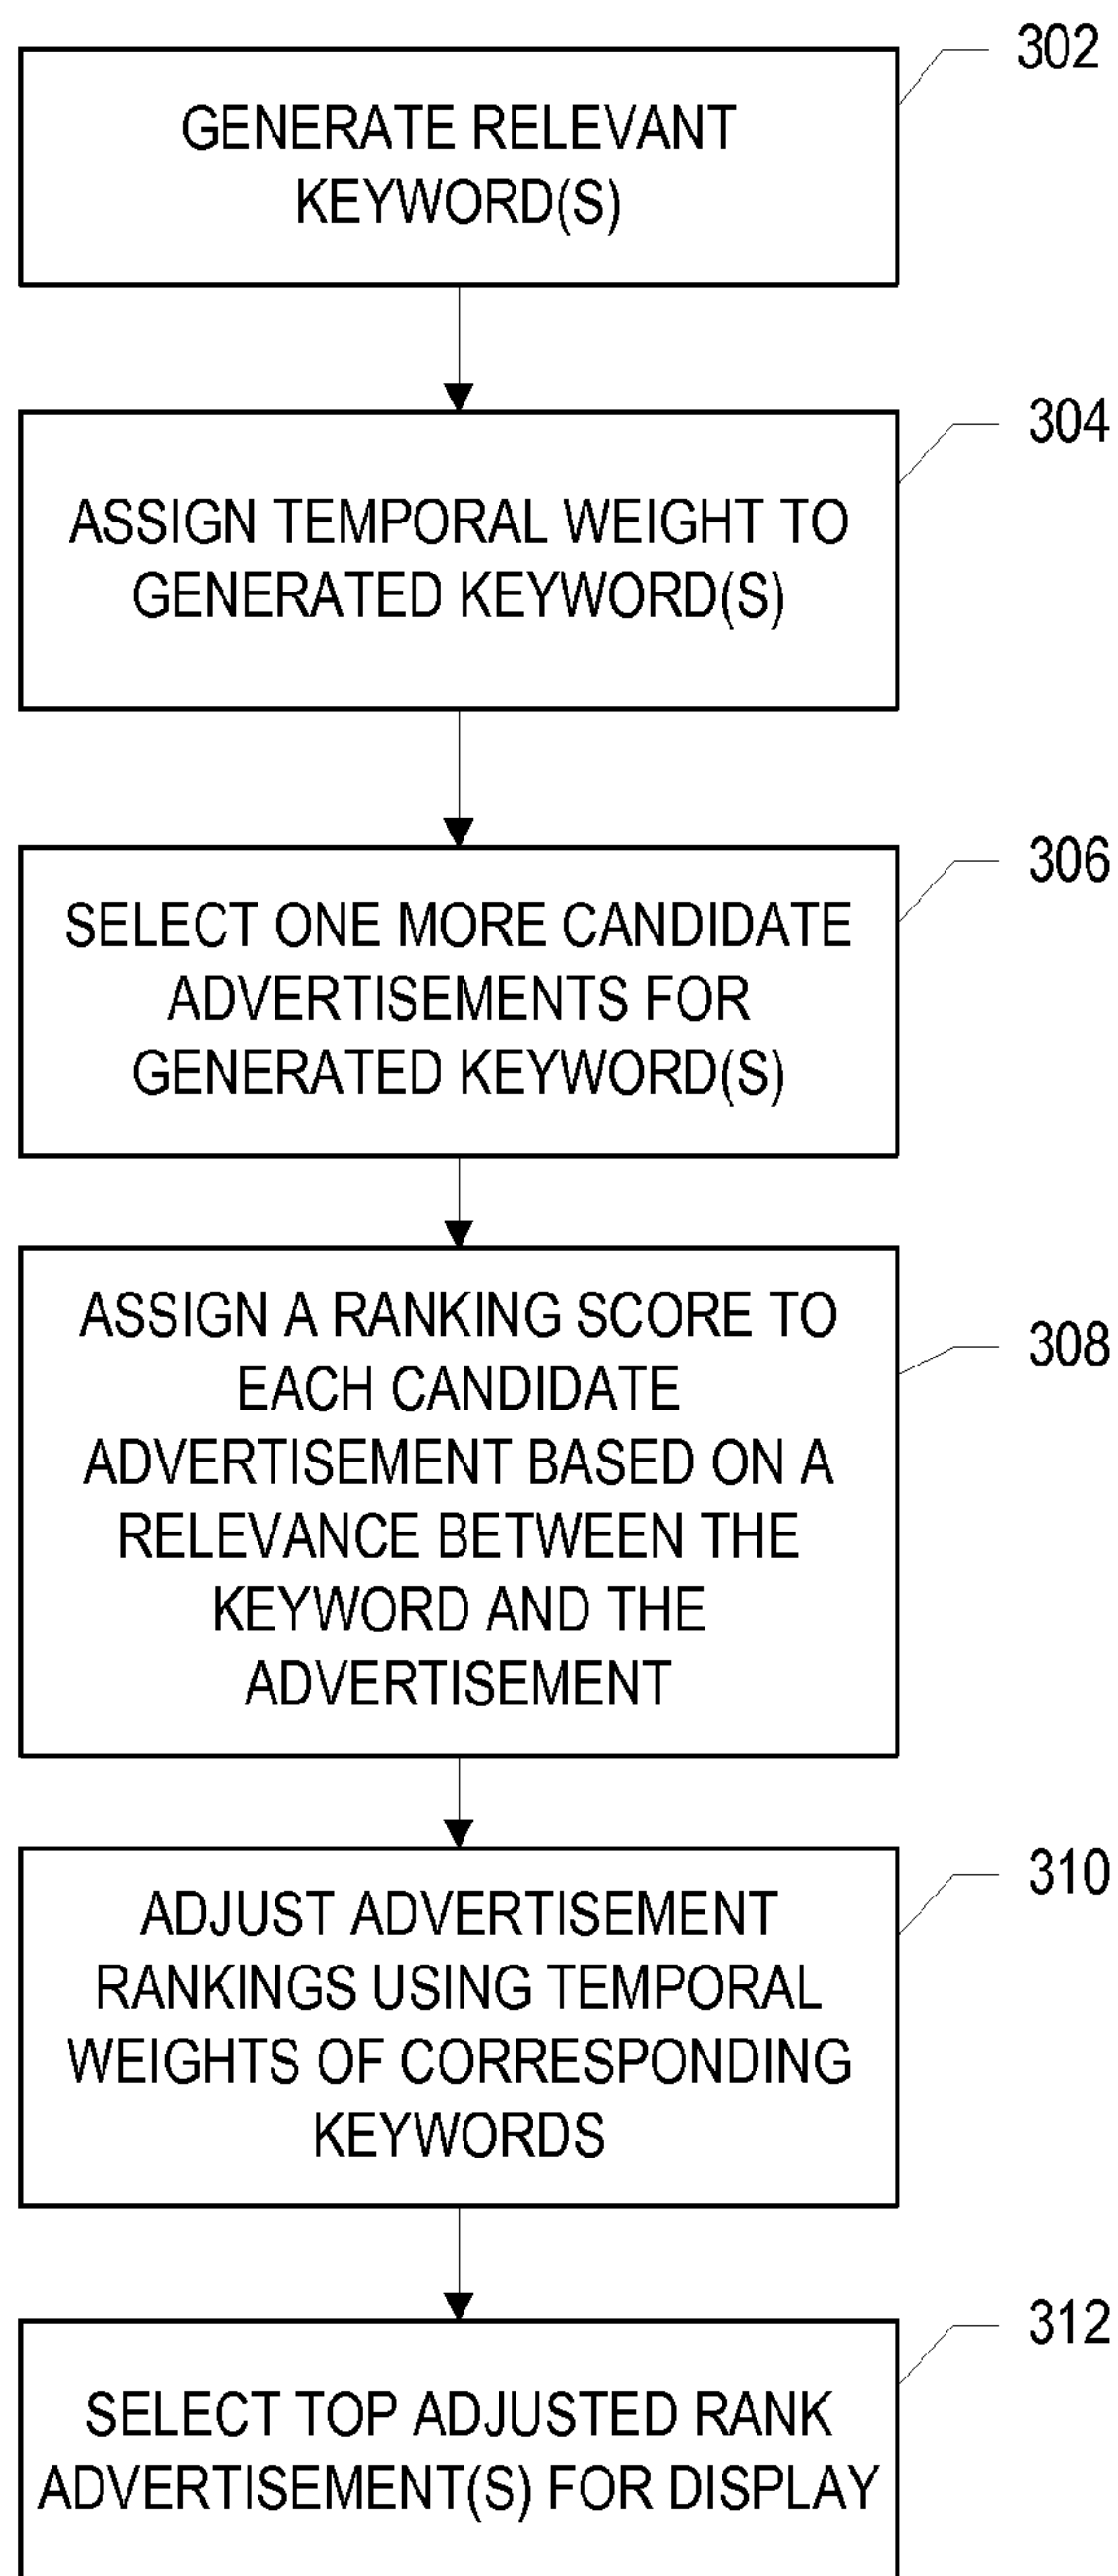 302
GENERATE RELEVANT
KEYWORD(S)
304
ASSIGN TEMPORAL WEIGHT TO
GENERATED KEYWORD(S)
306
SELECT ONE MORE CANDIDATE
ADVERTISEMENTS FOR
GENERATED KEYWORD(S)
308
ASSIGN A RANKING SCORE TO
EACH CANDIDATE
ADVERTISEMENT BASED ON A
RELEVANCE BETWEEN THE
KEYWORD AND THE
ADVERTISEMENT
310
ADJUST ADVERTISEMENT
RANKINGS USING TEMPORAL
WEIGHTS OF CORRESPONDING
KEYWORDS
312
SELECT TOP ADJUSTED RANK
ADVERTISEMENT(S) FOR DISPLAY